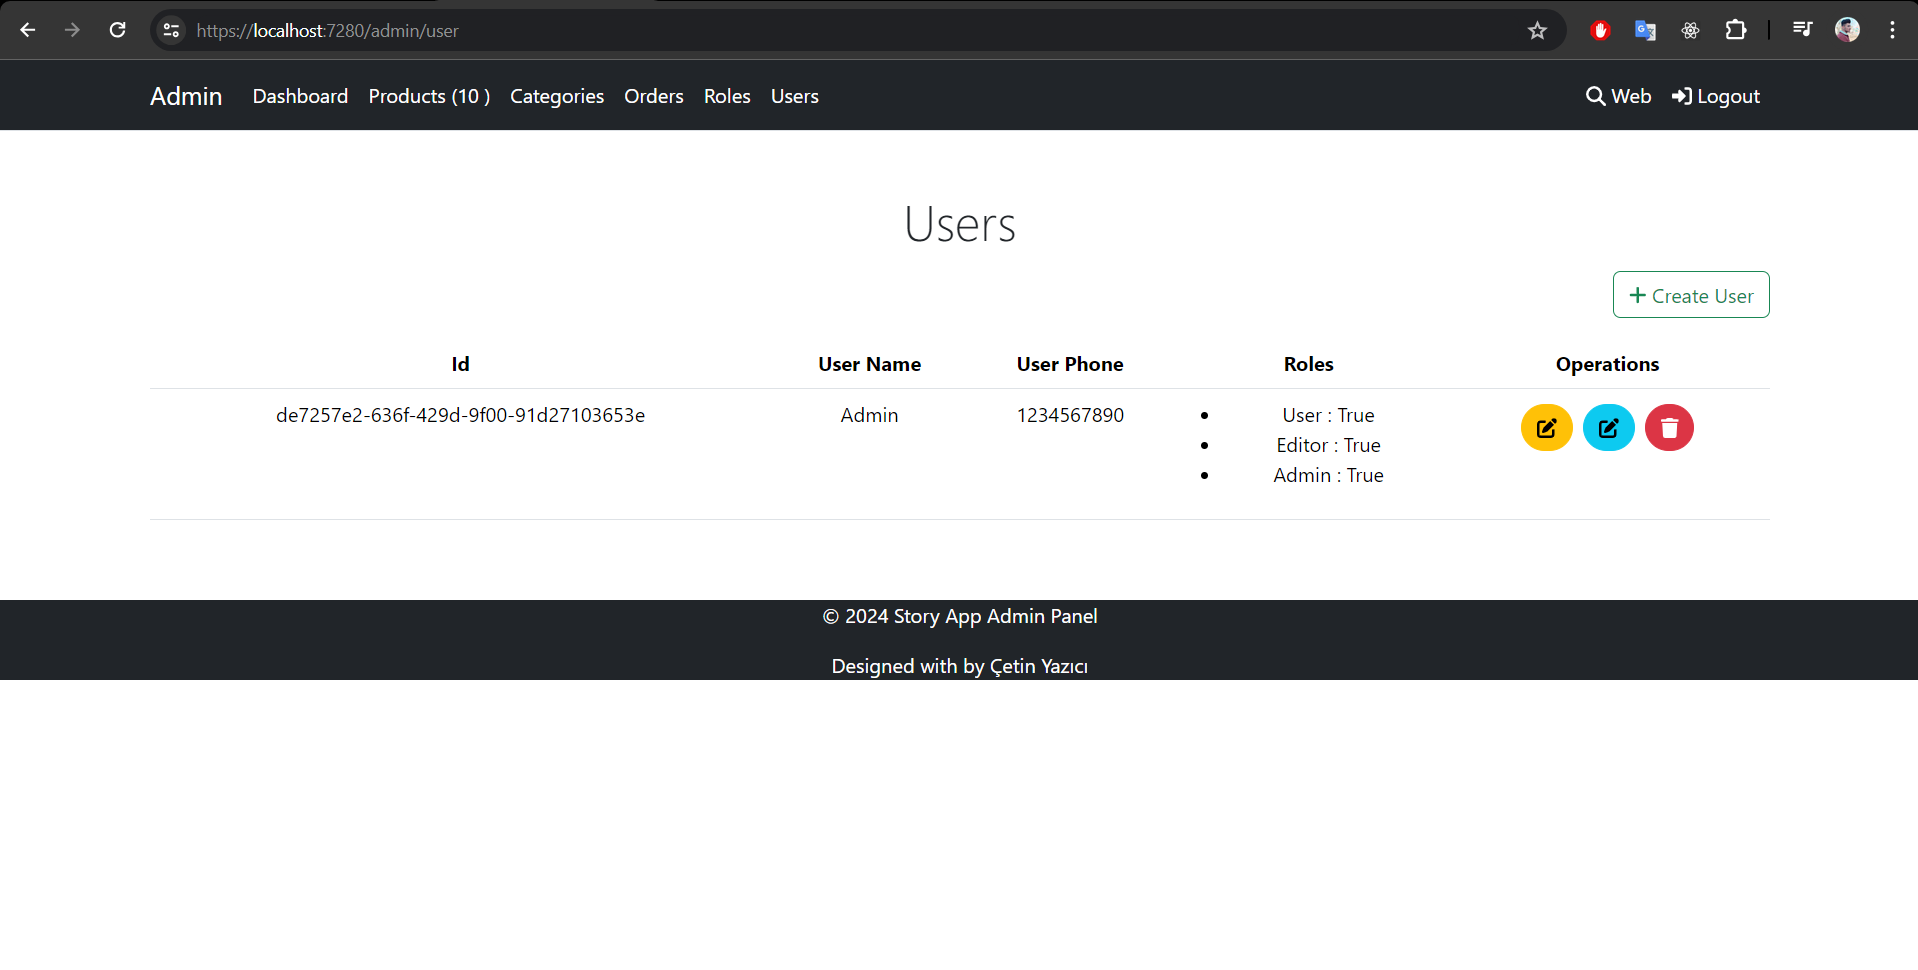 https://localhost:7280/admin/user
Admin Dashboard Products (10 ) Categories Orders Roles Users Web Logout
Users
Create User
Id User Name User Phone Roles Operations
de7257e2-636f-429d-9f00-91d27103653e Admin 1234567890 • User : True
• Editor : True
• Admin : True
© 2024 Story App Admin Panel
Designed with by Çetin Yazıcı